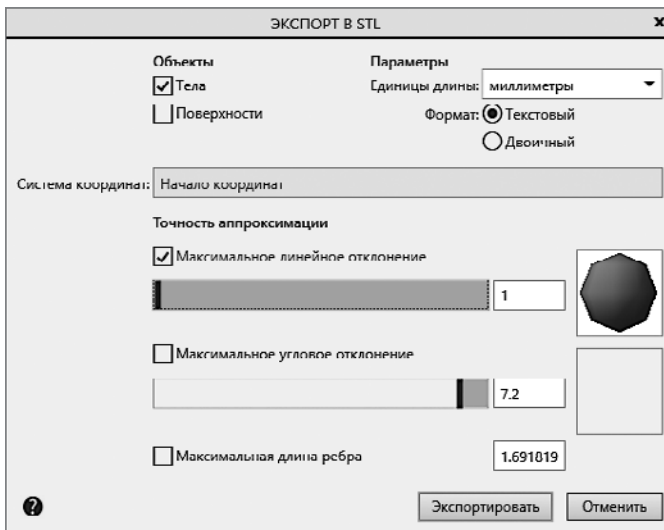 ЭКСПОРТ В STL x
Объекты Параметры
Тела Единицы длины: миллиметры
Поверхности Формат: Текстовый
Двоичный
Система координат: Начало координат
Точность аппроксимации
Максимальное линейное отклонение
1
Максимальное угловое отклонение
7.2
Максимальная длина ребра 1.691819
? Экспортировать Отменить